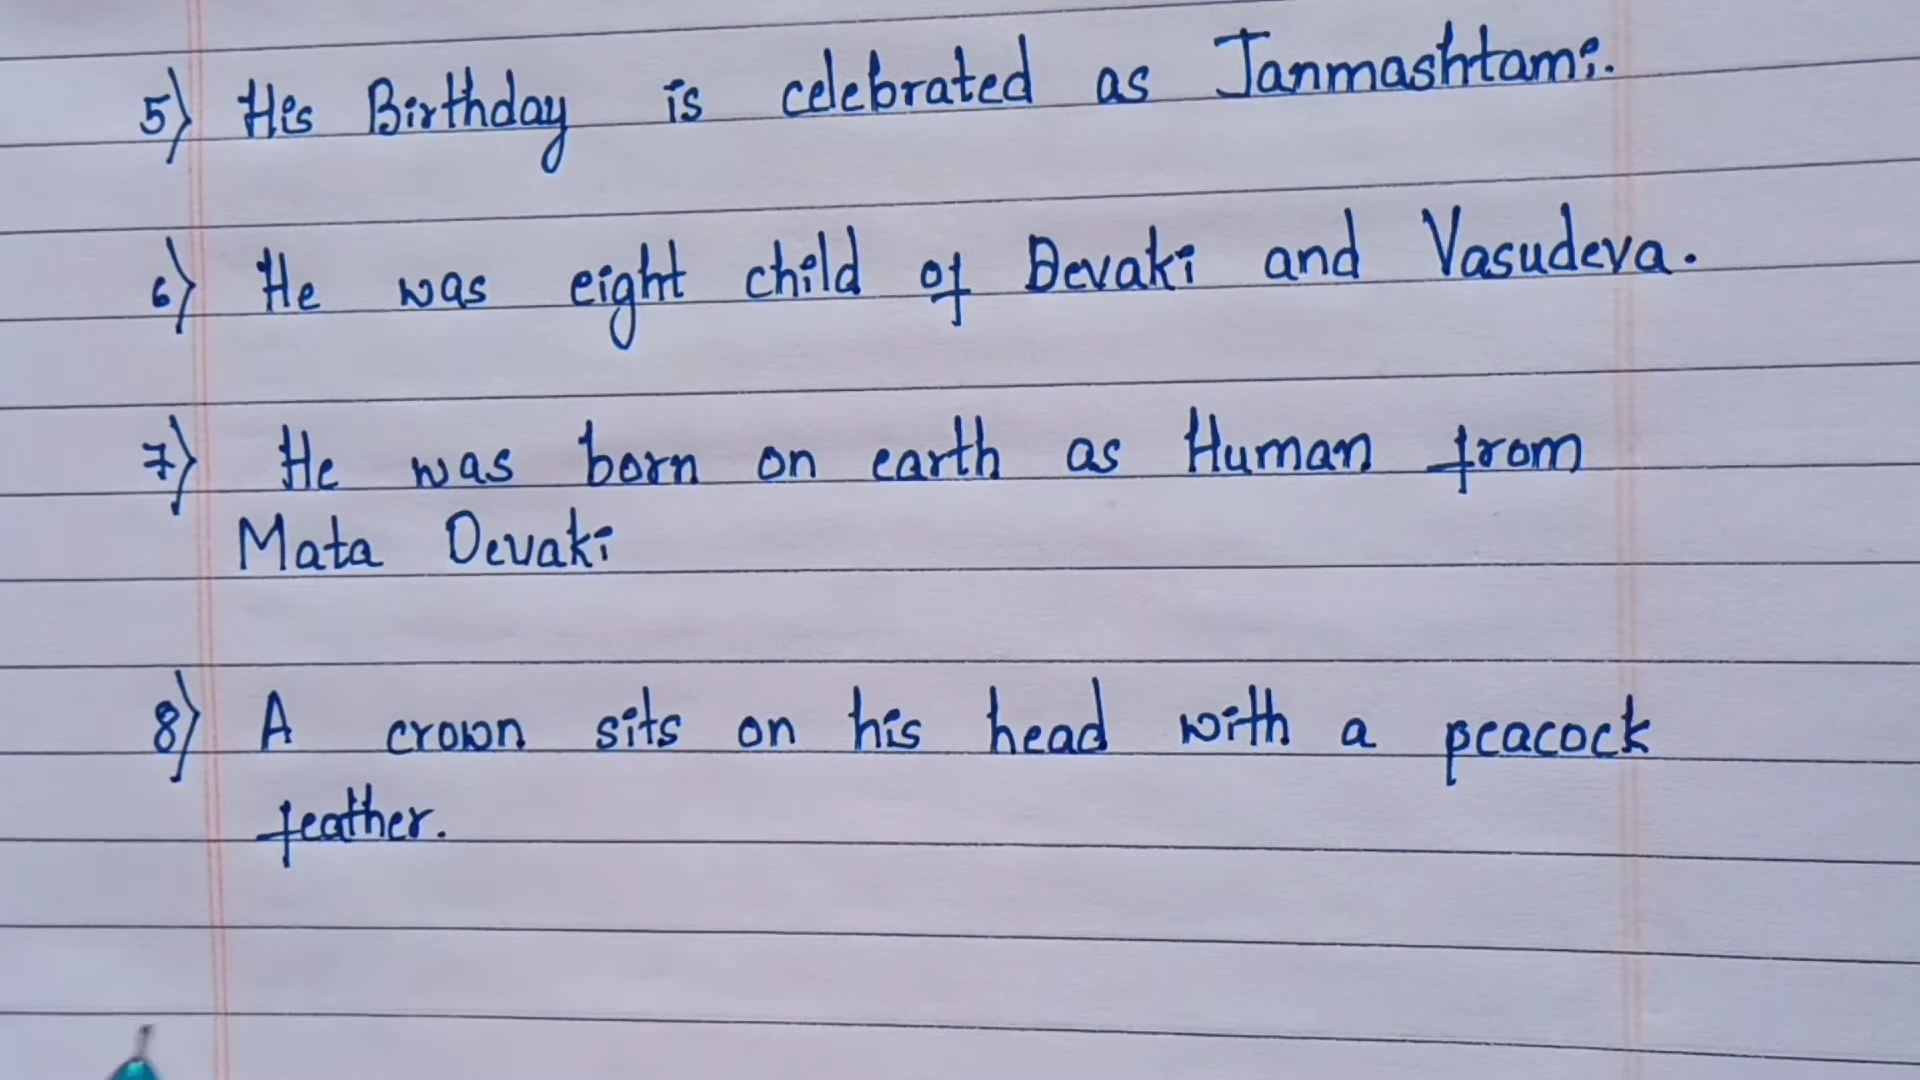 5) His Birthday is celebrated as Janmashtami.
6) He was eight child of Devaki and Vasudeva.
7) He was born on earth as Human from
Mata Devaki
8) A crown sits on his head with a peacock
feather.